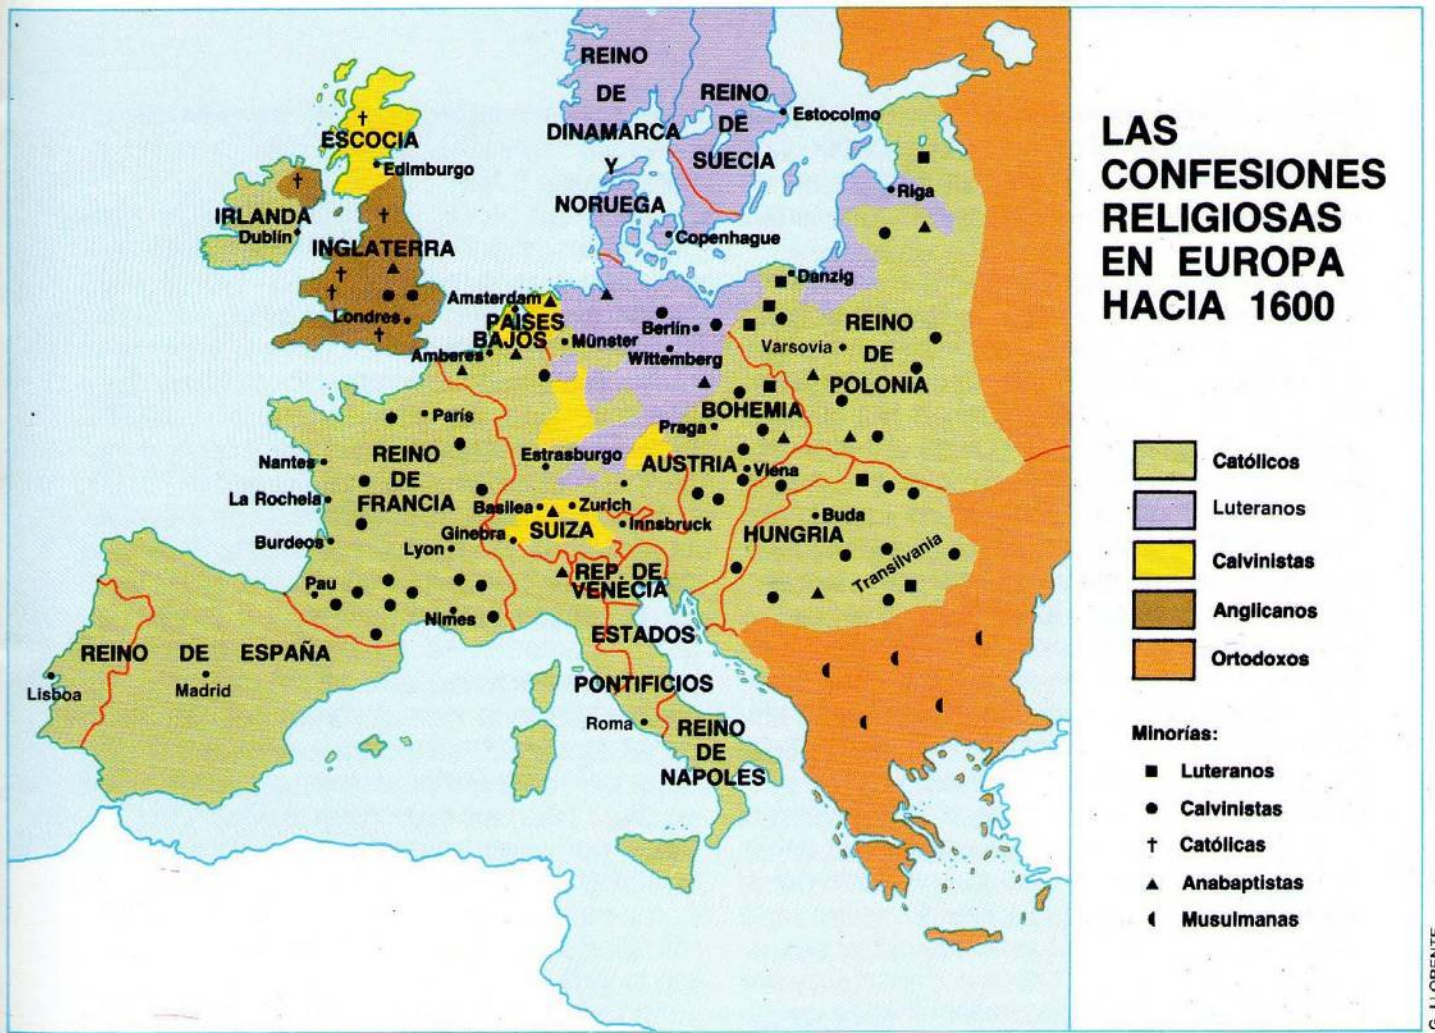 LAS
CONFESIONES
RELIGIOSAS
EN EUROPA
HACIA 1600
Católicos
Luteranos
Calvinistas
Anglicanos
Ortodoxos
Minorías:
Luteranos
Calvinistas
Católicas
Anabaptistas
Musulmanas
REINO
DE
DINAMARCA
Y
NORUEGA
REINO
DE
SUECIA
Estocolmo
ESCOCIA
Edimburgo
IRLANDA
Dublín
INGLATERRA
Londres
Riga
Copenhague
Danzig
Amsterdam
PAISES
BAJOS
Amberes
Münster
Berlín
Wittemberg
Varsovia
REINO
DE
POLONIA
BOHEMIA
Praga
París
REINO
DE
FRANCIA
Nantes
La Rochela
Burdeos
Estrasburgo
AUSTRIA
Viena
Basilea
Zurich
SUIZA
Ginebra
Innsbruck
Lyon
Buda
HUNGRIA
Transilvania
Pau
Nimes
REP. DE
VENECIA
ESTADOS
PONTIFICIOS
Roma
REINO
DE
NAPOLES
REINO DE ESPAÑA
Madrid
Lisboa
G. LLORENTE